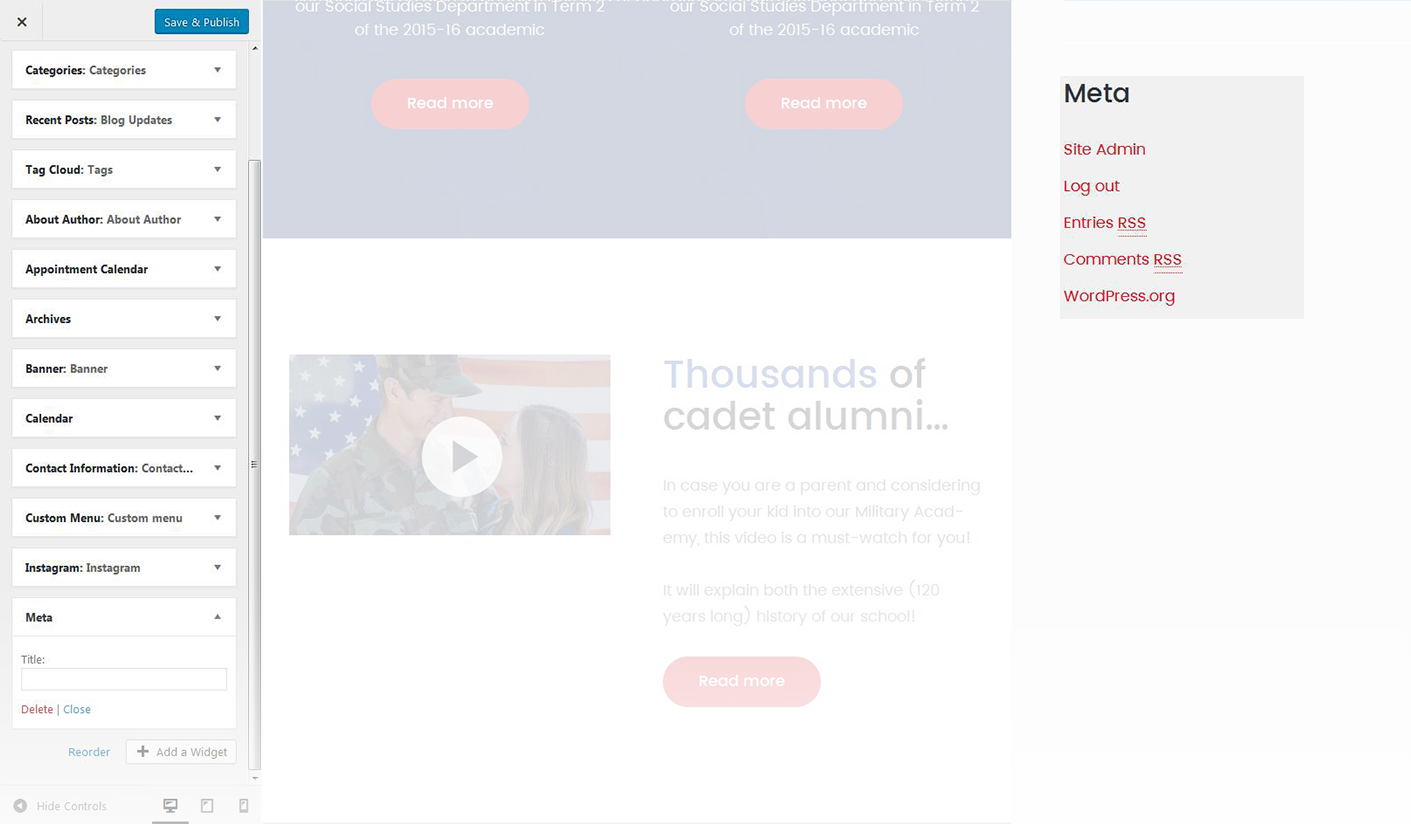 ×
Save & Publish
Categories: Categories
Recent Posts: Blog Updates
Tag Cloud: Tags
About Author: About Author
Appointment Calendar
Archives
Banner: Banner
Calendar
Contact Information: Contact...
Custom Menu: Custom menu
Instagram: Instagram
Meta
Title:
Delete | Close
Reorder
Add a Widget
Hide Controls
our Social Studies Department in Term 2
of the 2015-16 academic
Read more
our Social Studies Department in Term 2
of the 2015-16 academic
Read more
Thousands of
cadet alumni...
In case you are a parent and considering
to enroll your kid into our Military Acad-
emy, this video is a must-watch for you!
It will explain both the extensive (120
years long) history of our school!
Read more
Meta
Site Admin
Log out
Entries RSS
Comments RSS
WordPress.org